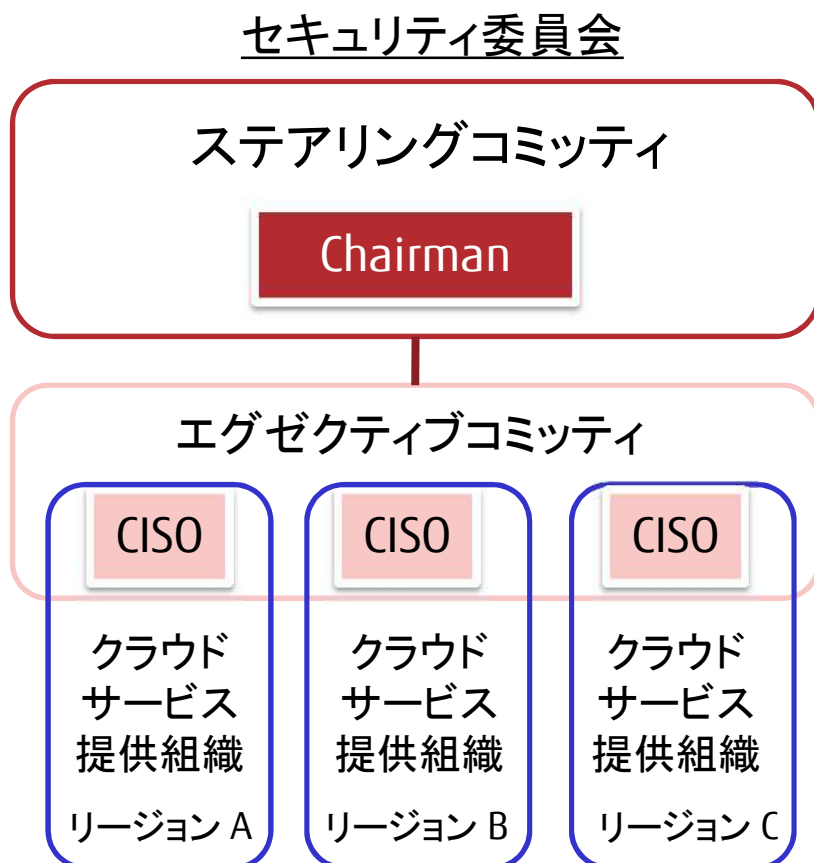 セキュリティ委員会
ステアリングコミッティ
Chairman
エグゼクティブコミッティ
CISO
クラウド
サービス
提供組織
リージョン A
CISO
クラウド
サービス
提供組織
リージョン B
CISO
クラウド
サービス
提供組織
リージョン C